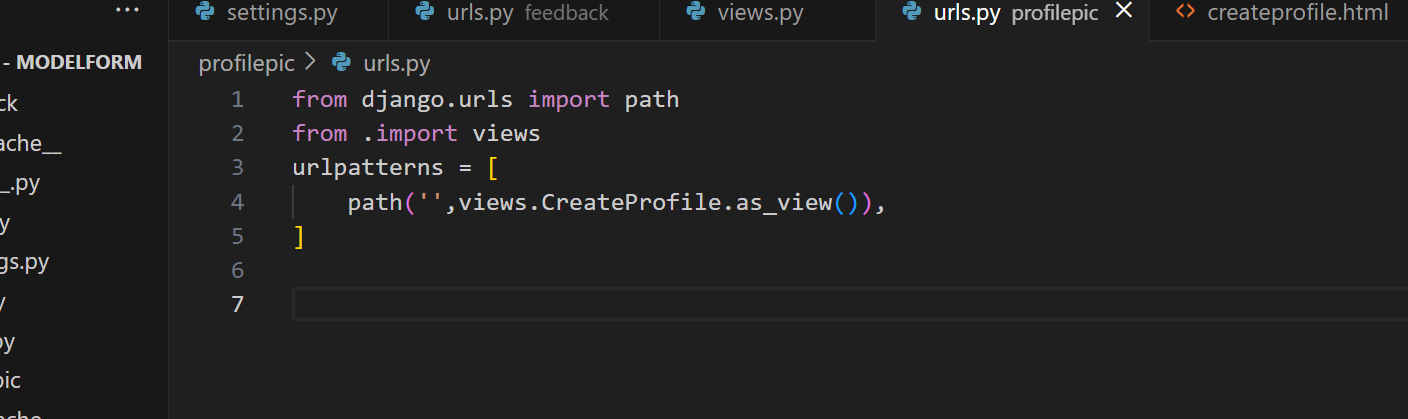 ...
settings.py
urls.py feedback
views.py
urls.py profilepic
createprofile.html
- MODELFORM
profilepic > urls.py
ck
ache__
_.py
y
gs.py
y
py
pic
ache
1 from django.urls import path
2 from .import views
3 urlpatterns = [
4 path('',views.CreateProfile.as_view()),
5 ]
6
7